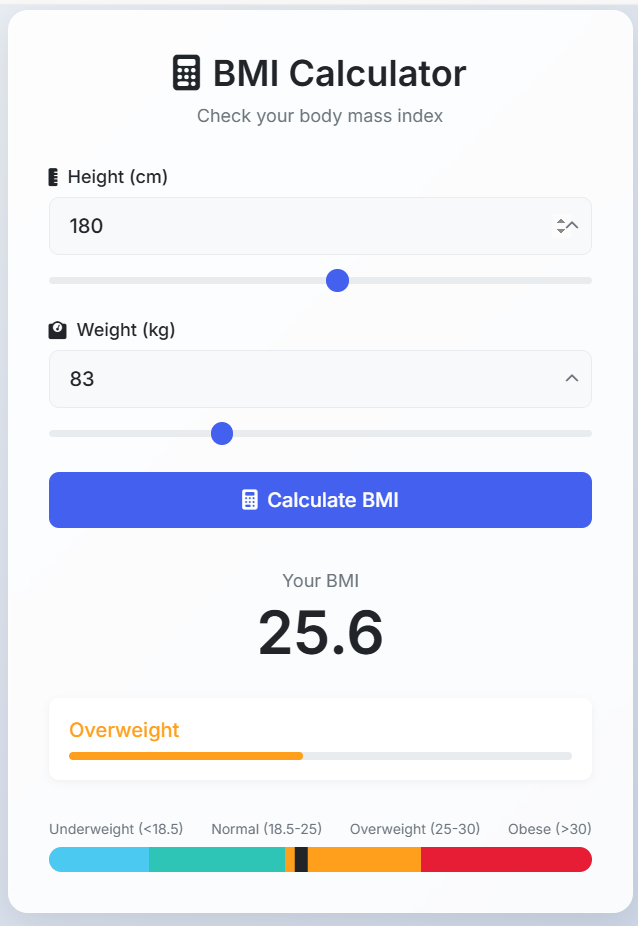 BMI Calculator
Check your body mass index
Height (cm)
180
Weight (kg)
83
Calculate BMI
Your BMI
25.6
Overweight
Underweight (<18.5) Normal (18.5-25) Overweight (25-30) Obese (>30)